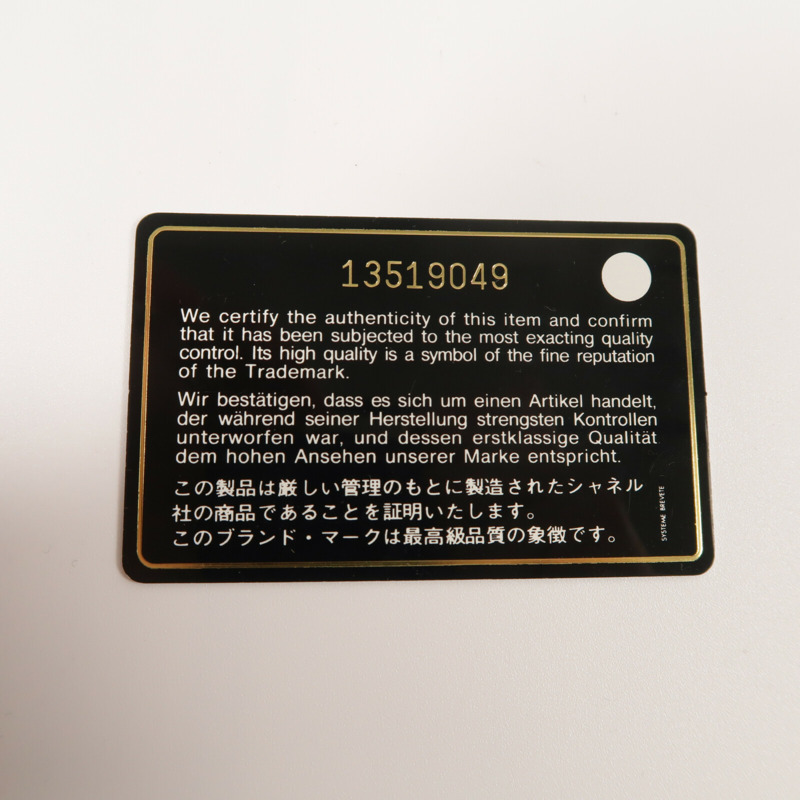 13519049
We certify the authenticity of this item and confirm
that it has been subjected to the most exacting quality
control. Its high quality is a symbol of the fine reputation
of the Trademark.
Wir bestätigen, dass es sich um einen Artikel handelt,
der während seiner Herstellung strengsten Kontrollen
unterworfen war, und dessen erstklassige Qualität
dem hohen Ansehen unserer Marke entspricht.
この製品は厳しい管理のもとに製造されたシャネル
社の商品であることを証明いたします。
このブランド・マークは最高級品質の象徴です。
SYSTEME BREVETE